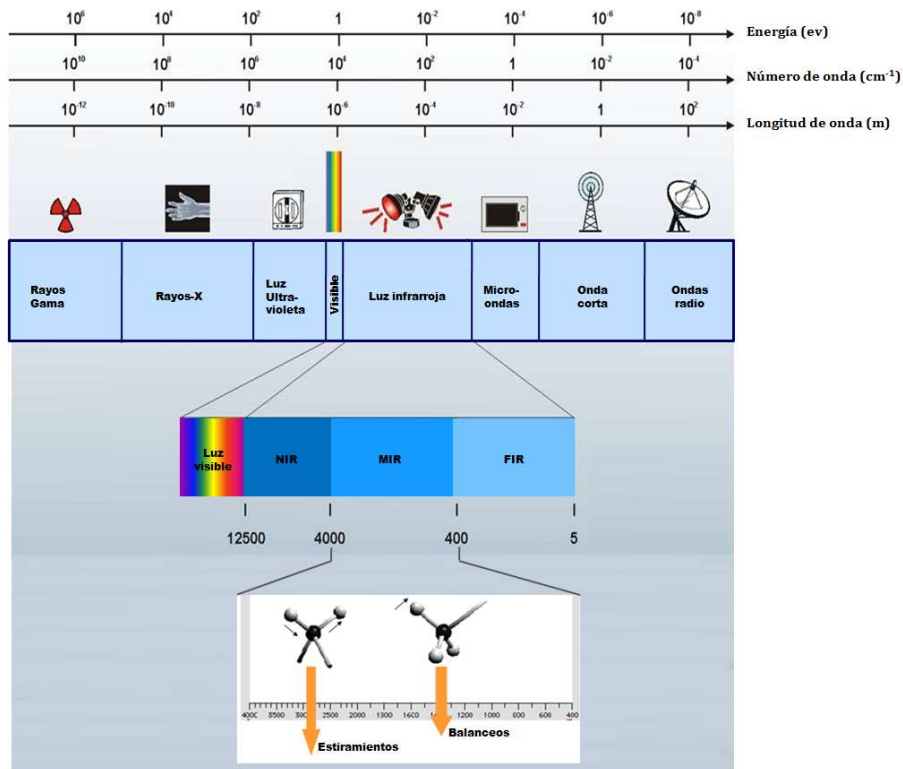 10⁶ 10⁴ 10² 1 10⁻² 10⁻⁴ 10⁻⁶ 10⁻⁸ Energía (ev)
10¹⁰ 10⁸ 10⁶ 10⁴ 10² 1 10⁻² 10⁻⁴ Número de onda (cm⁻¹)
10⁻¹² 10⁻¹⁰ 10⁻⁸ 10⁻⁶ 10⁻⁴ 10⁻² 1 10² Longitud de onda (m)
Rayos
Gama
Rayos-X
Luz
Ultra-
violeta
Visible
Luz infrarroja
Micro-
ondas
Onda
corta
Ondas
radio
Luz
visible
NIR
MIR
FIR
12500 4000 400 5
3500 2500 2200 2000 1800 1600 1200 1000 800 600 400
Balanceos
Estiramientos